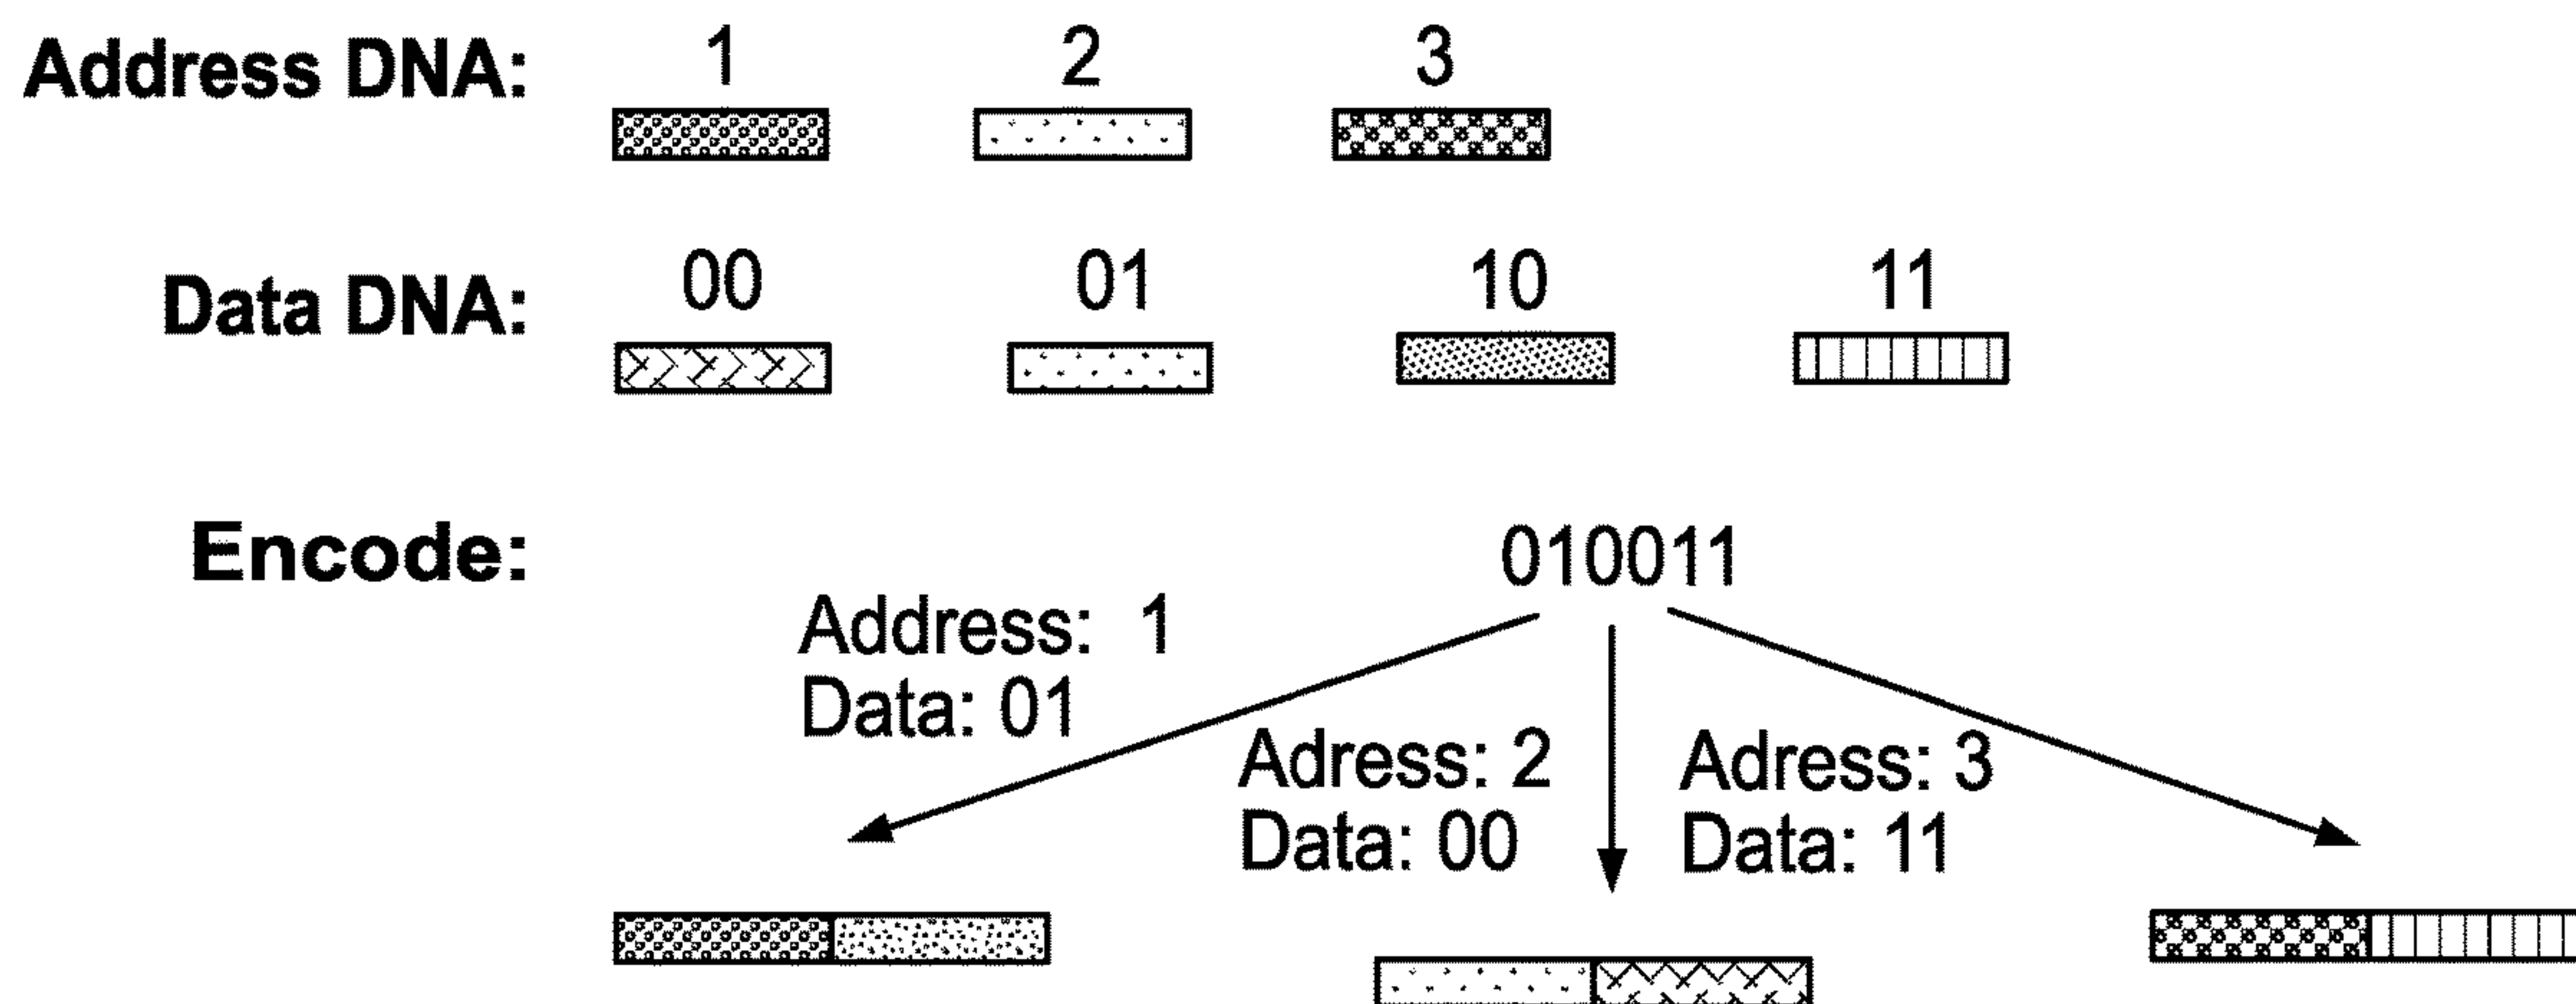 Address DNA: 1 2 3
Data DNA: 00 01 10 11
Encode: 010011
Address: 1
Data: 01
Adress: 2
Data: 00
Adress: 3
Data: 11